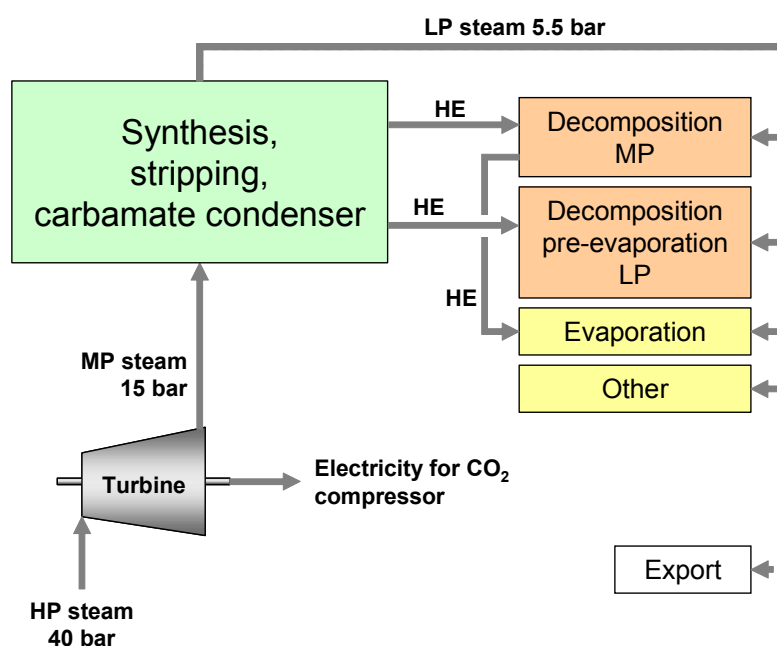 LP steam 5.5 bar
Synthesis,
stripping,
carbamate condenser
HE
Decomposition
MP
HE
Decomposition
pre-evaporation
LP
HE
Evaporation
MP steam
15 bar
Other
Turbine
Electricity for CO₂
compressor
Export
HP steam
40 bar